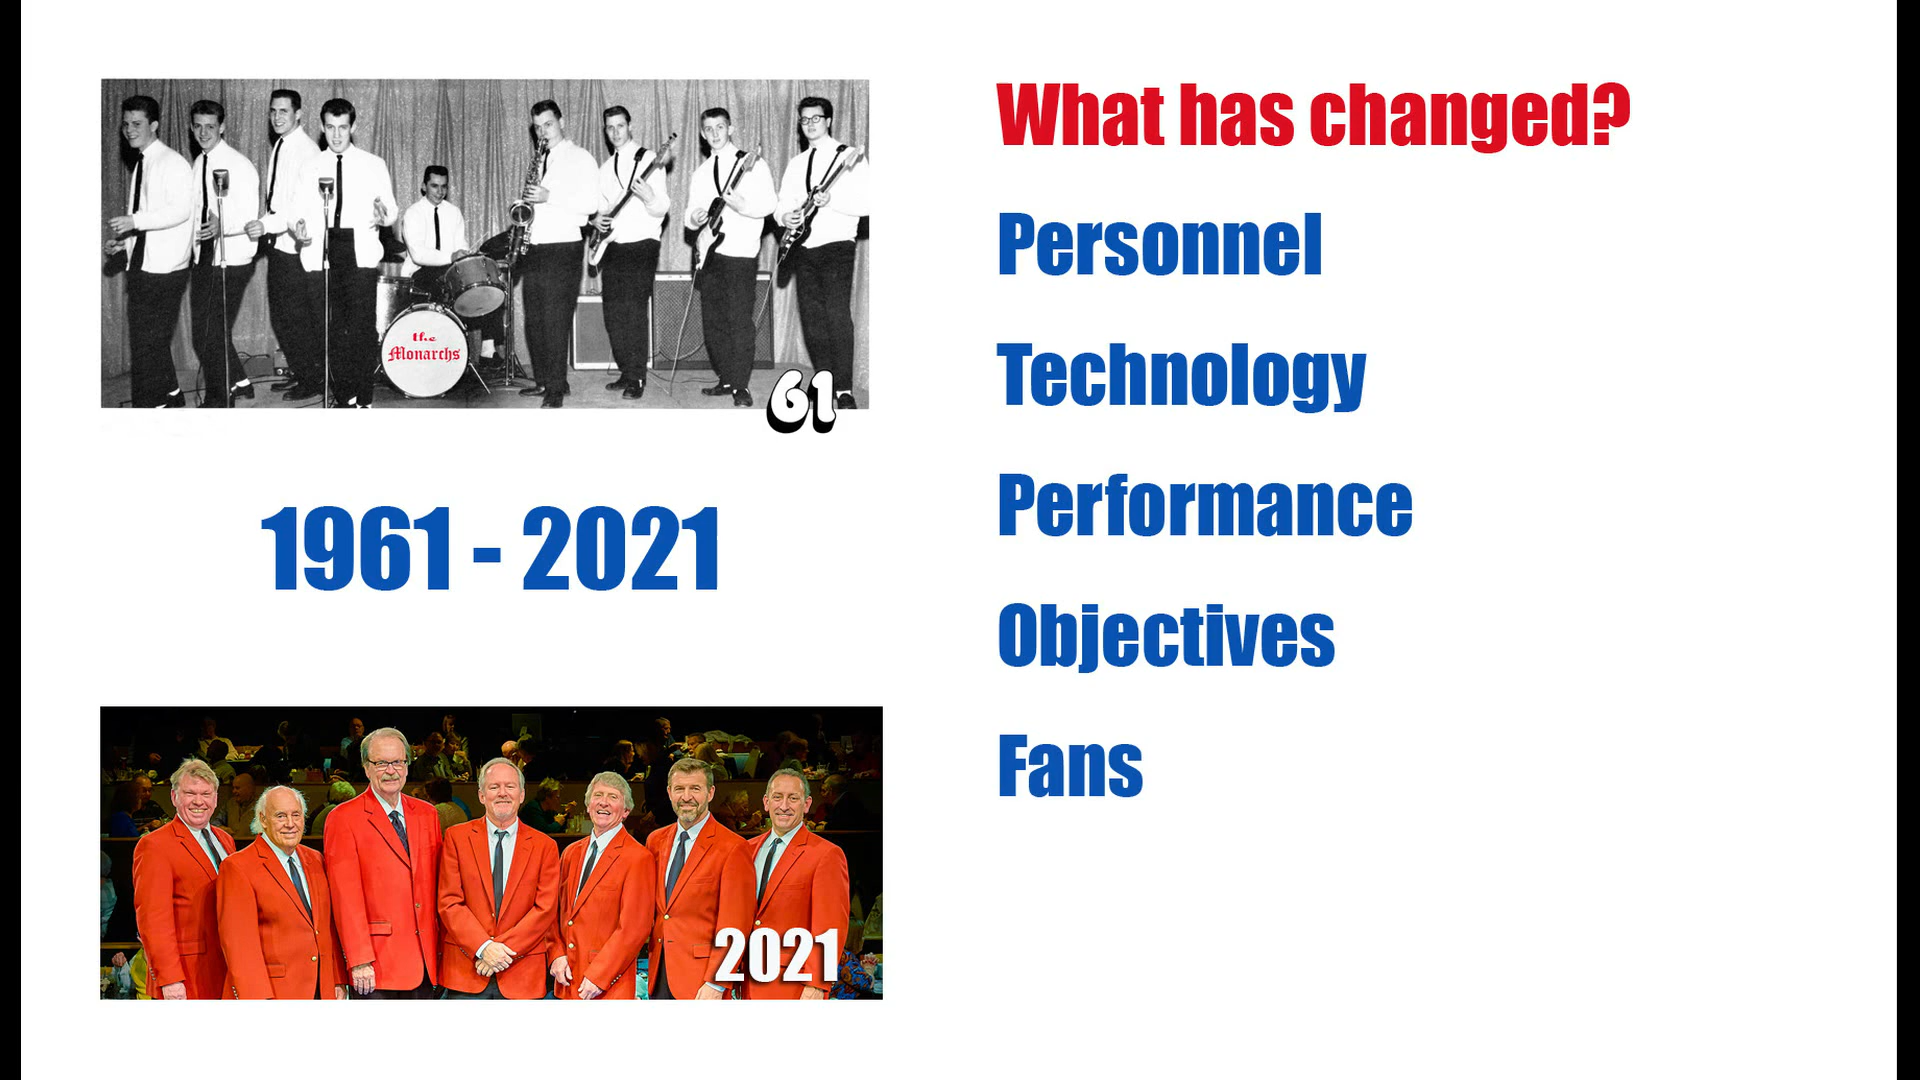 the
Monarchs
61
1961 - 2021
2021
What has changed?
Personnel
Technology
Performance
Objectives
Fans